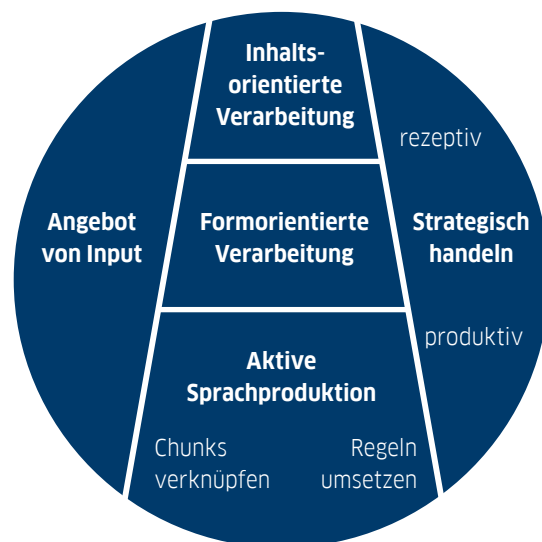 Angebot
von Input
Inhalts-
orientierte
Verarbeitung
Formorientierte
Verarbeitung
Aktive
Sprachproduktion
Chunks
verknüpfen
Regeln
umsetzen
rezeptiv
Strategisch
handeln
produktiv